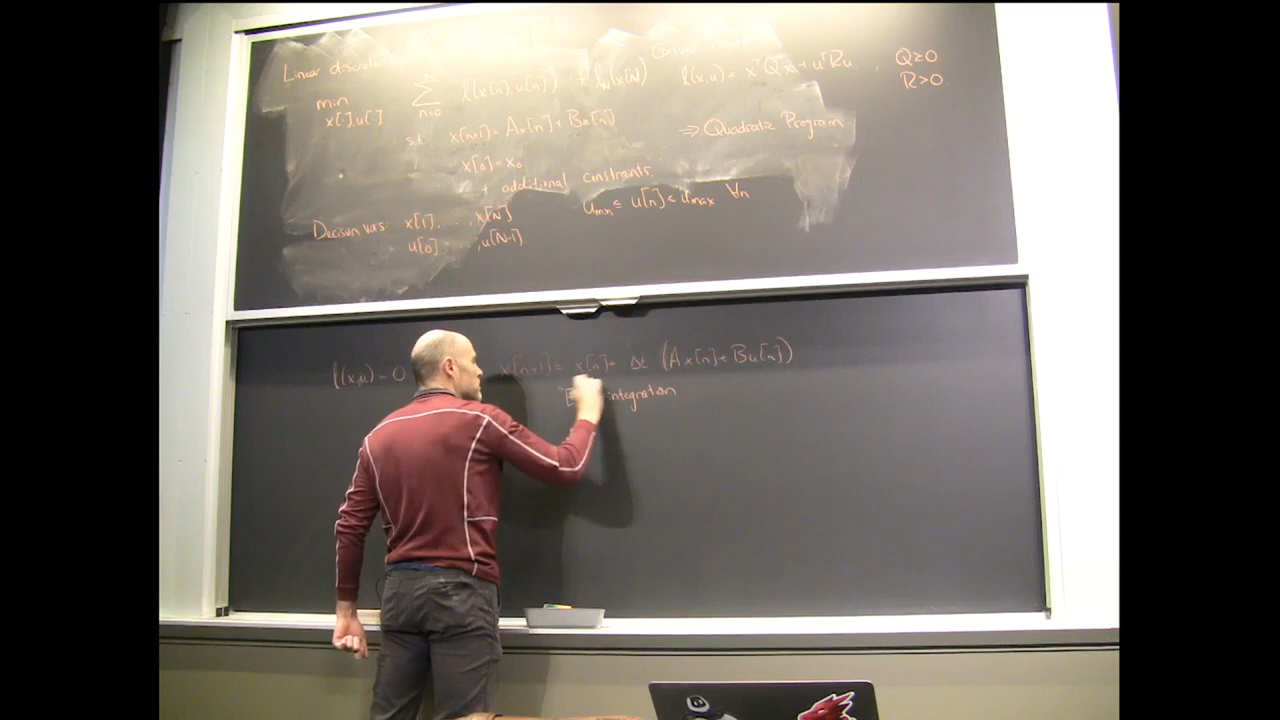 Linear discrete
min ∑ l(x[n],u[n]) + l_N(x[N]) l(x,u) = xᵀQx + uᵀRu, Q≥0
x[·],u[·] n=0 R>0
s.t. x[n+1] = Ax[n] + Bu[n] ⇒ Quadratic Program
x[0] = x₀
+ additional constraints.
Decision vars: x[1], ..., x[N] u_min ≤ u[n] ≤ u_max ∀n
u[0] ..., u[N-1]
l(x,u) = 0 x[n+1] = x[n] + Δt (Ax[n] + Bu[n])
integration